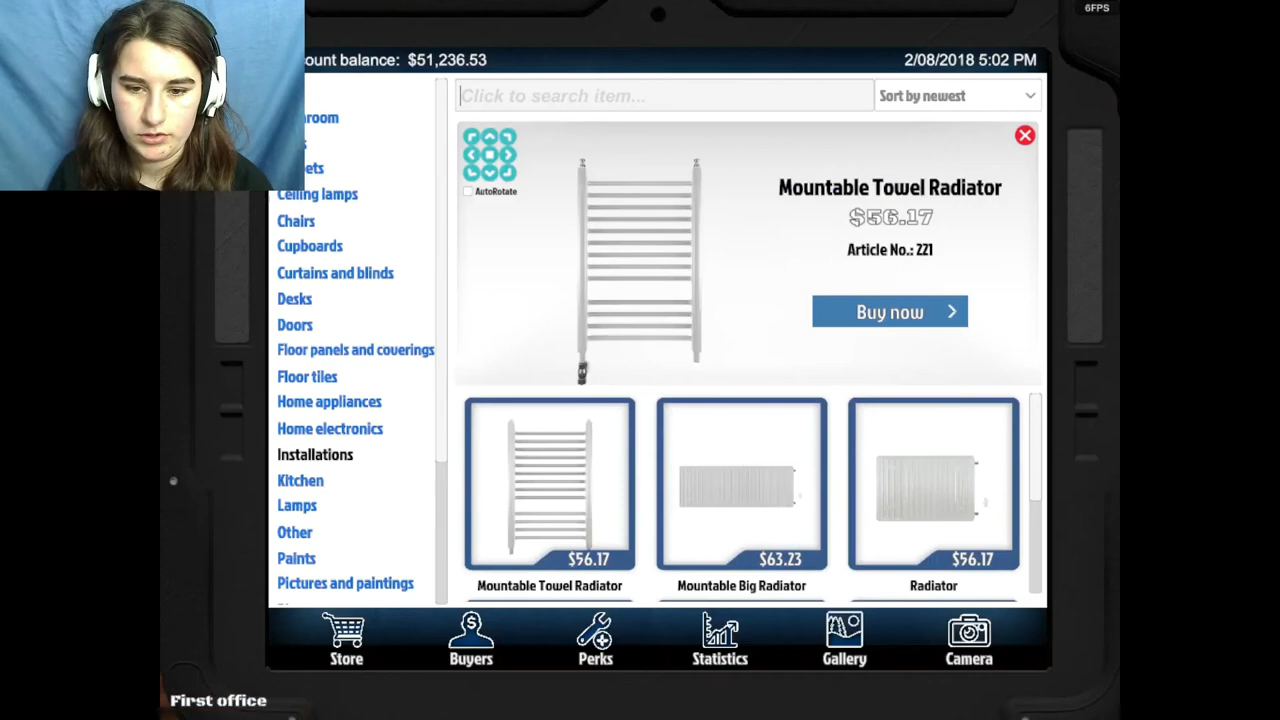 6FPS
ount balance: $51,236.53
2/08/2018 5:02 PM
Click to search item...
Sort by newest
AutoRotate
Mountable Towel Radiator
$56.17
Article No.: 221
Buy now
Ceiling lamps
Chairs
Cupboards
Curtains and blinds
Desks
Doors
Floor panels and coverings
Floor tiles
Home appliances
Home electronics
Installations
Kitchen
Lamps
Other
Paints
Pictures and paintings
$56.17
$63.23
$56.17
Mountable Towel Radiator
Mountable Big Radiator
Radiator
Store
Buyers
Perks
Statistics
Gallery
Camera
First office